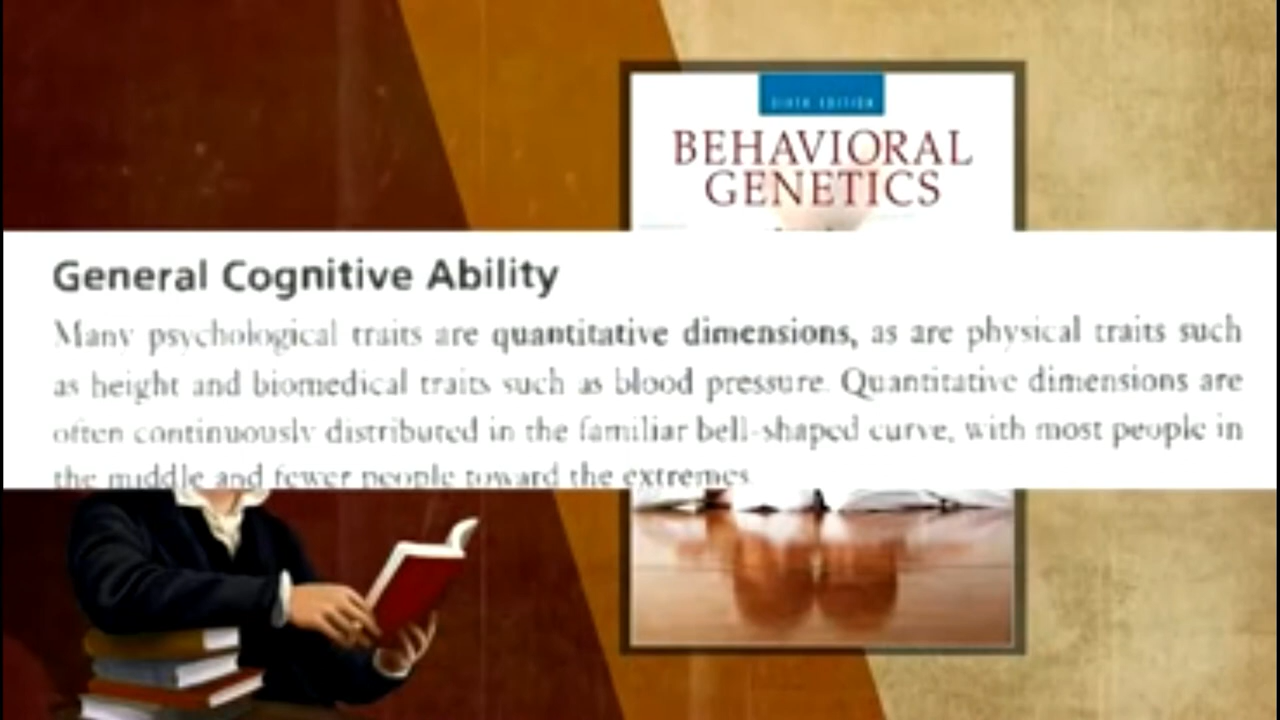 SIXTH EDITION
BEHAVIORAL
GENETICS
General Cognitive Ability
Many psychological traits are quantitative dimensions, as are physical traits such
as height and biomedical traits such as blood pressure. Quantitative dimensions are
often continuously distributed in the familiar bell-shaped curve, with most people in
the middle and fewer people toward the extremes.